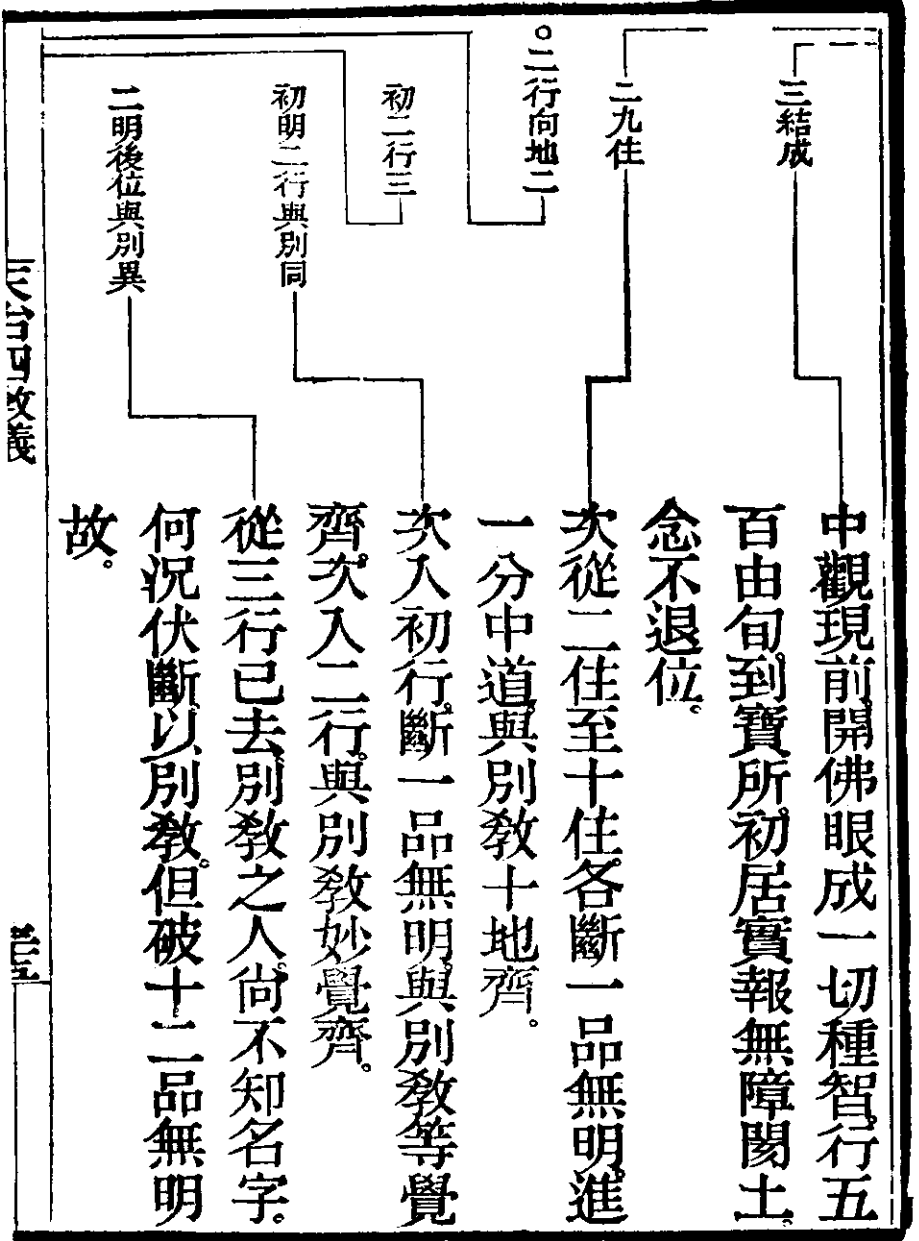 三結成
二九住
。二行向地二
初二行三
初明二行與別同
二明後位與別異
中觀現前。開佛眼成一切種智。行五
百由旬。到寶所。初居實報無障閡土。
念不退位。
次從二住至十住。各斷一品無明。進
一分中道。與別教十地齊。
次入初行。斷一品無明。與別教等覺
齊。次入二行。與別教妙覺齊。
從三行已去。別教之人。尚不知名字。
何況伏斷。以別教。但破十二品無明
故。
天台四教義